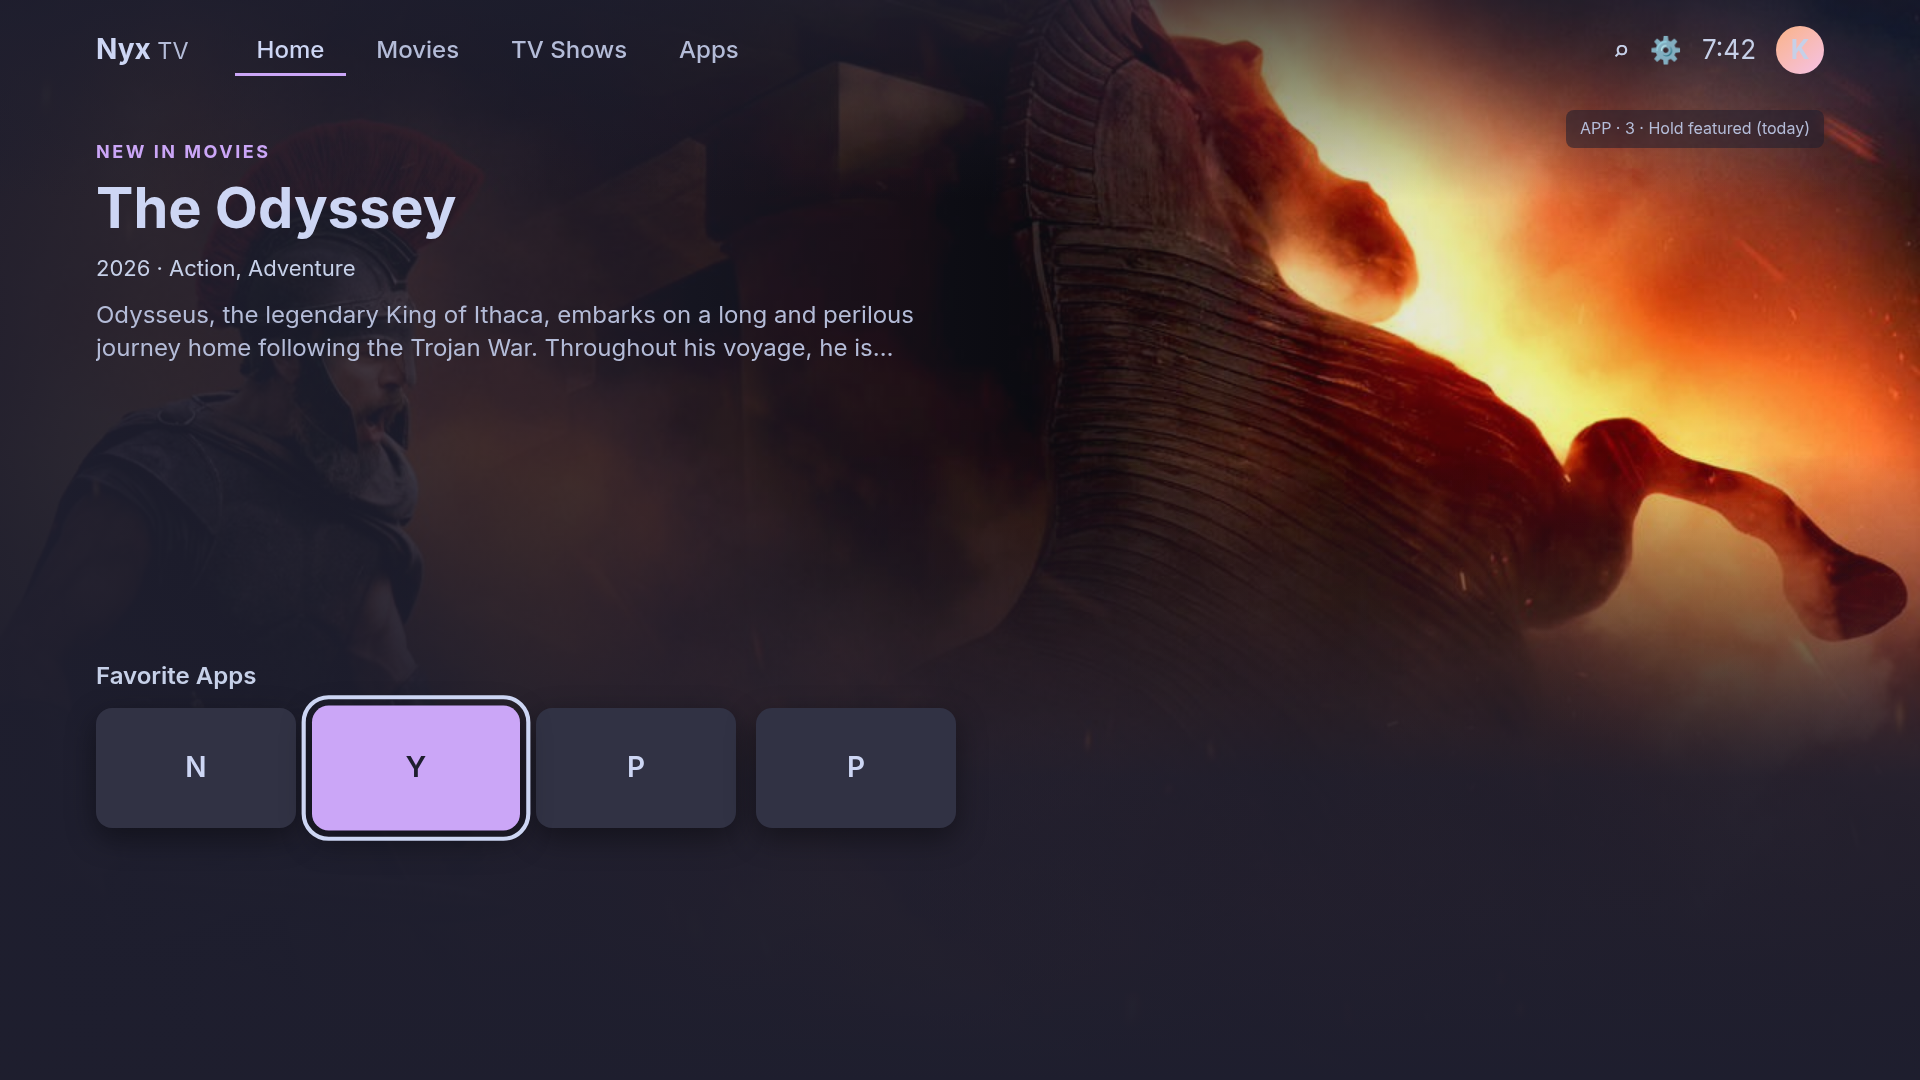 Nyx TV Home Movies TV Shows Apps 7:42 K
APP · 3 · Hold featured (today)
NEW IN MOVIES
The Odyssey
2026 · Action, Adventure
Odysseus, the legendary King of Ithaca, embarks on a long and perilous
journey home following the Trojan War. Throughout his voyage, he is...
Favorite Apps
N Y P P